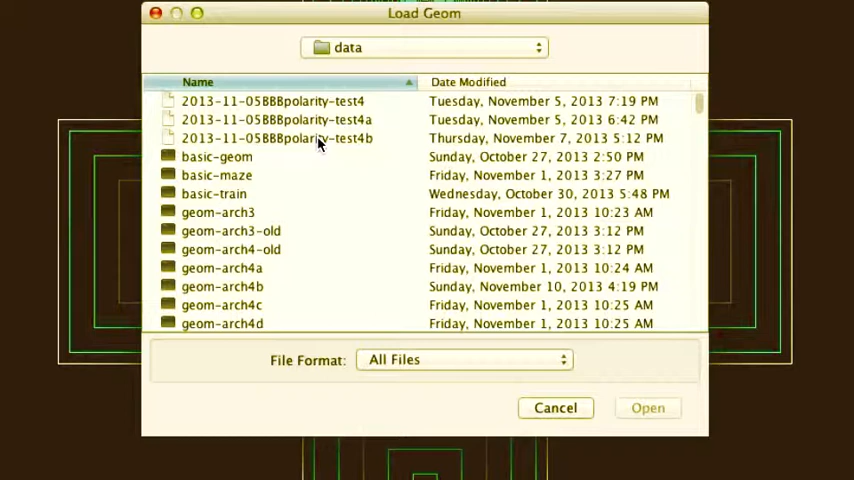 Load Geom
data
Name Date Modified
2013-11-05BBBpolarity-test4 Tuesday, November 5, 2013 7:19 PM
2013-11-05BBBpolarity-test4a Tuesday, November 5, 2013 6:42 PM
2013-11-05BBBpolarity-test4b Thursday, November 7, 2013 5:12 PM
basic-geom Sunday, October 27, 2013 2:50 PM
basic-maze Friday, November 1, 2013 3:27 PM
basic-train Wednesday, October 30, 2013 5:48 PM
geom-arch3 Friday, November 1, 2013 10:23 AM
geom-arch3-old Sunday, October 27, 2013 3:12 PM
geom-arch4-old Sunday, October 27, 2013 3:12 PM
geom-arch4a Friday, November 1, 2013 10:24 AM
geom-arch4b Sunday, November 10, 2013 4:19 PM
geom-arch4c Friday, November 1, 2013 10:25 AM
geom-arch4d Friday, November 1, 2013 10:25 AM
File Format: All Files
Cancel Open